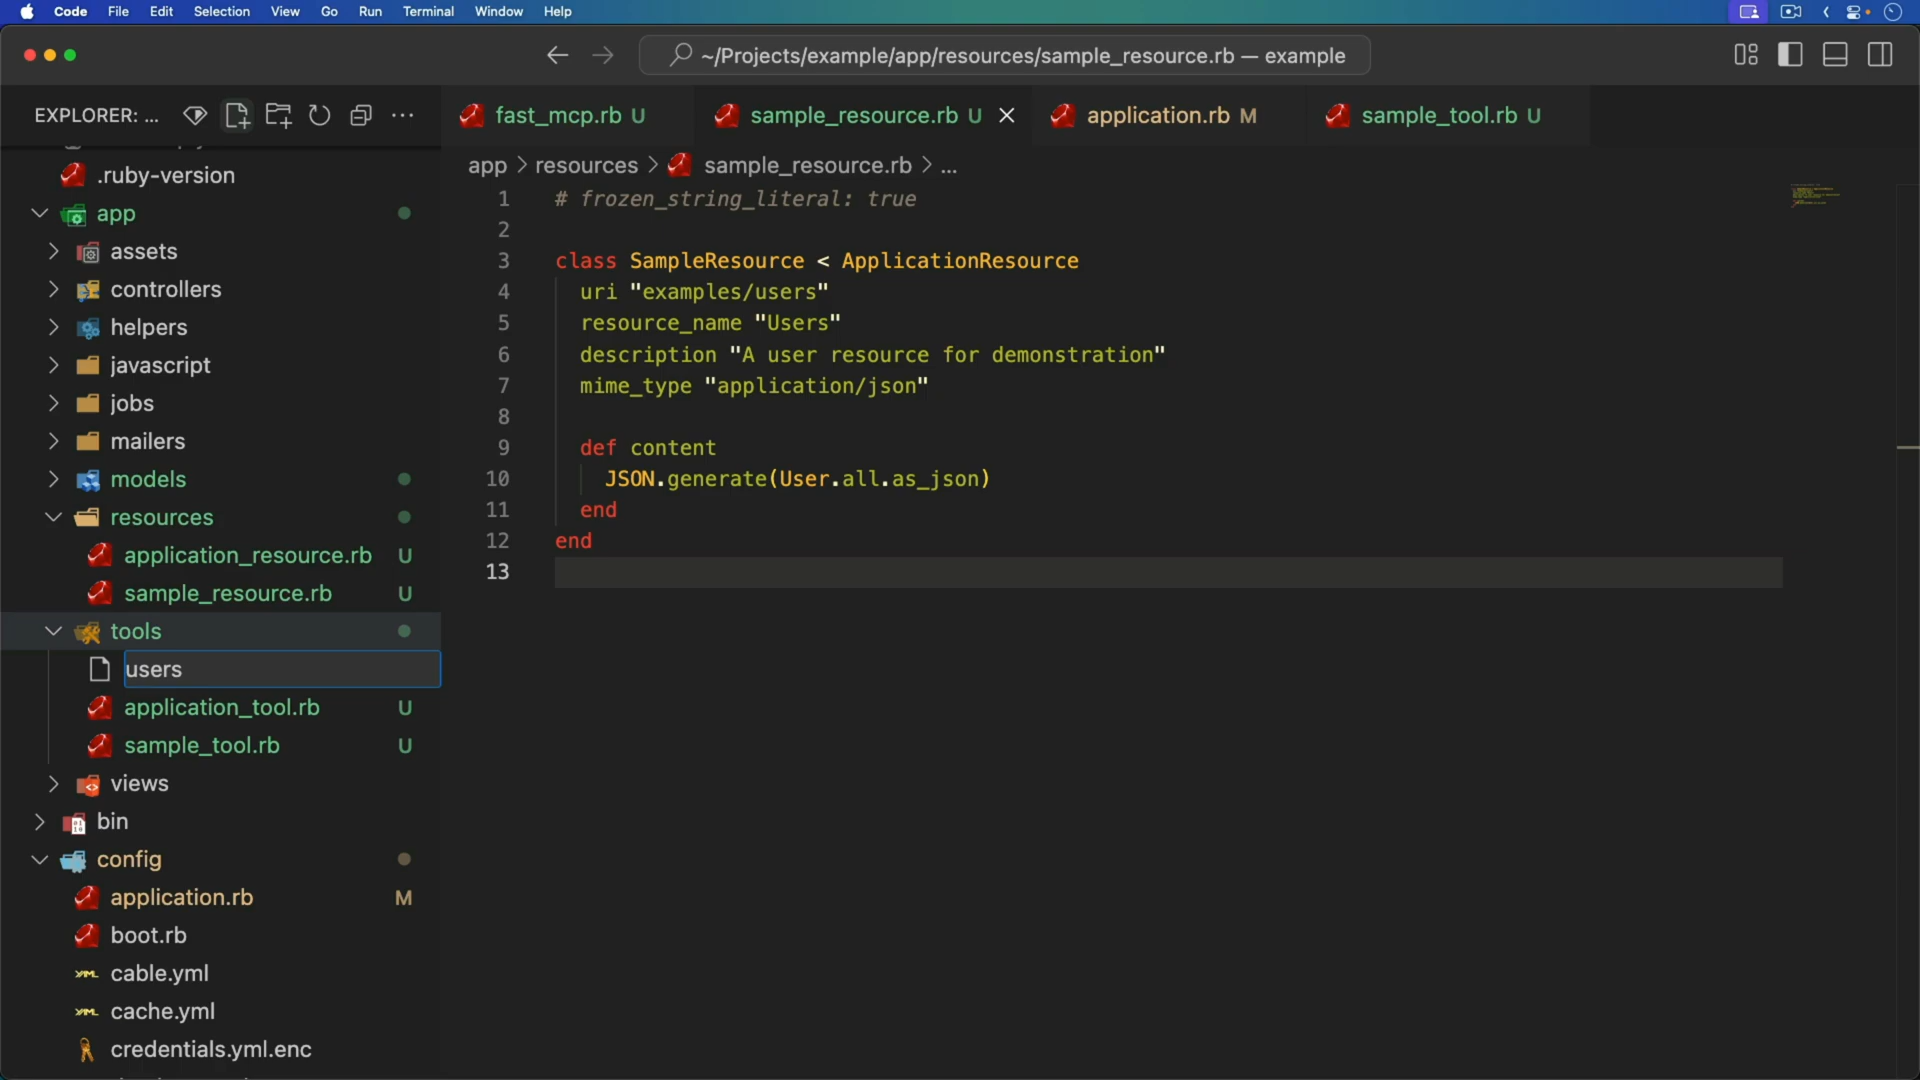 Code File Edit Selection View Go Run Terminal Window Help
~/Projects/example/app/resources/sample_resource.rb — example
EXPLORER: ...
fast_mcp.rb U
sample_resource.rb U
application.rb M
sample_tool.rb U
app > resources > sample_resource.rb > ...
.ruby-version
app
assets
controllers
helpers
javascript
jobs
mailers
models
resources
application_resource.rb U
sample_resource.rb U
tools
users
application_tool.rb U
sample_tool.rb U
views
bin
config
application.rb M
boot.rb
cable.yml
cache.yml
credentials.yml.enc
1 # frozen_string_literal: true
2
3 class SampleResource < ApplicationResource
4 uri "examples/users"
5 resource_name "Users"
6 description "A user resource for demonstration"
7 mime_type "application/json"
8
9 def content
10 JSON.generate(User.all.as_json)
11 end
12 end
13